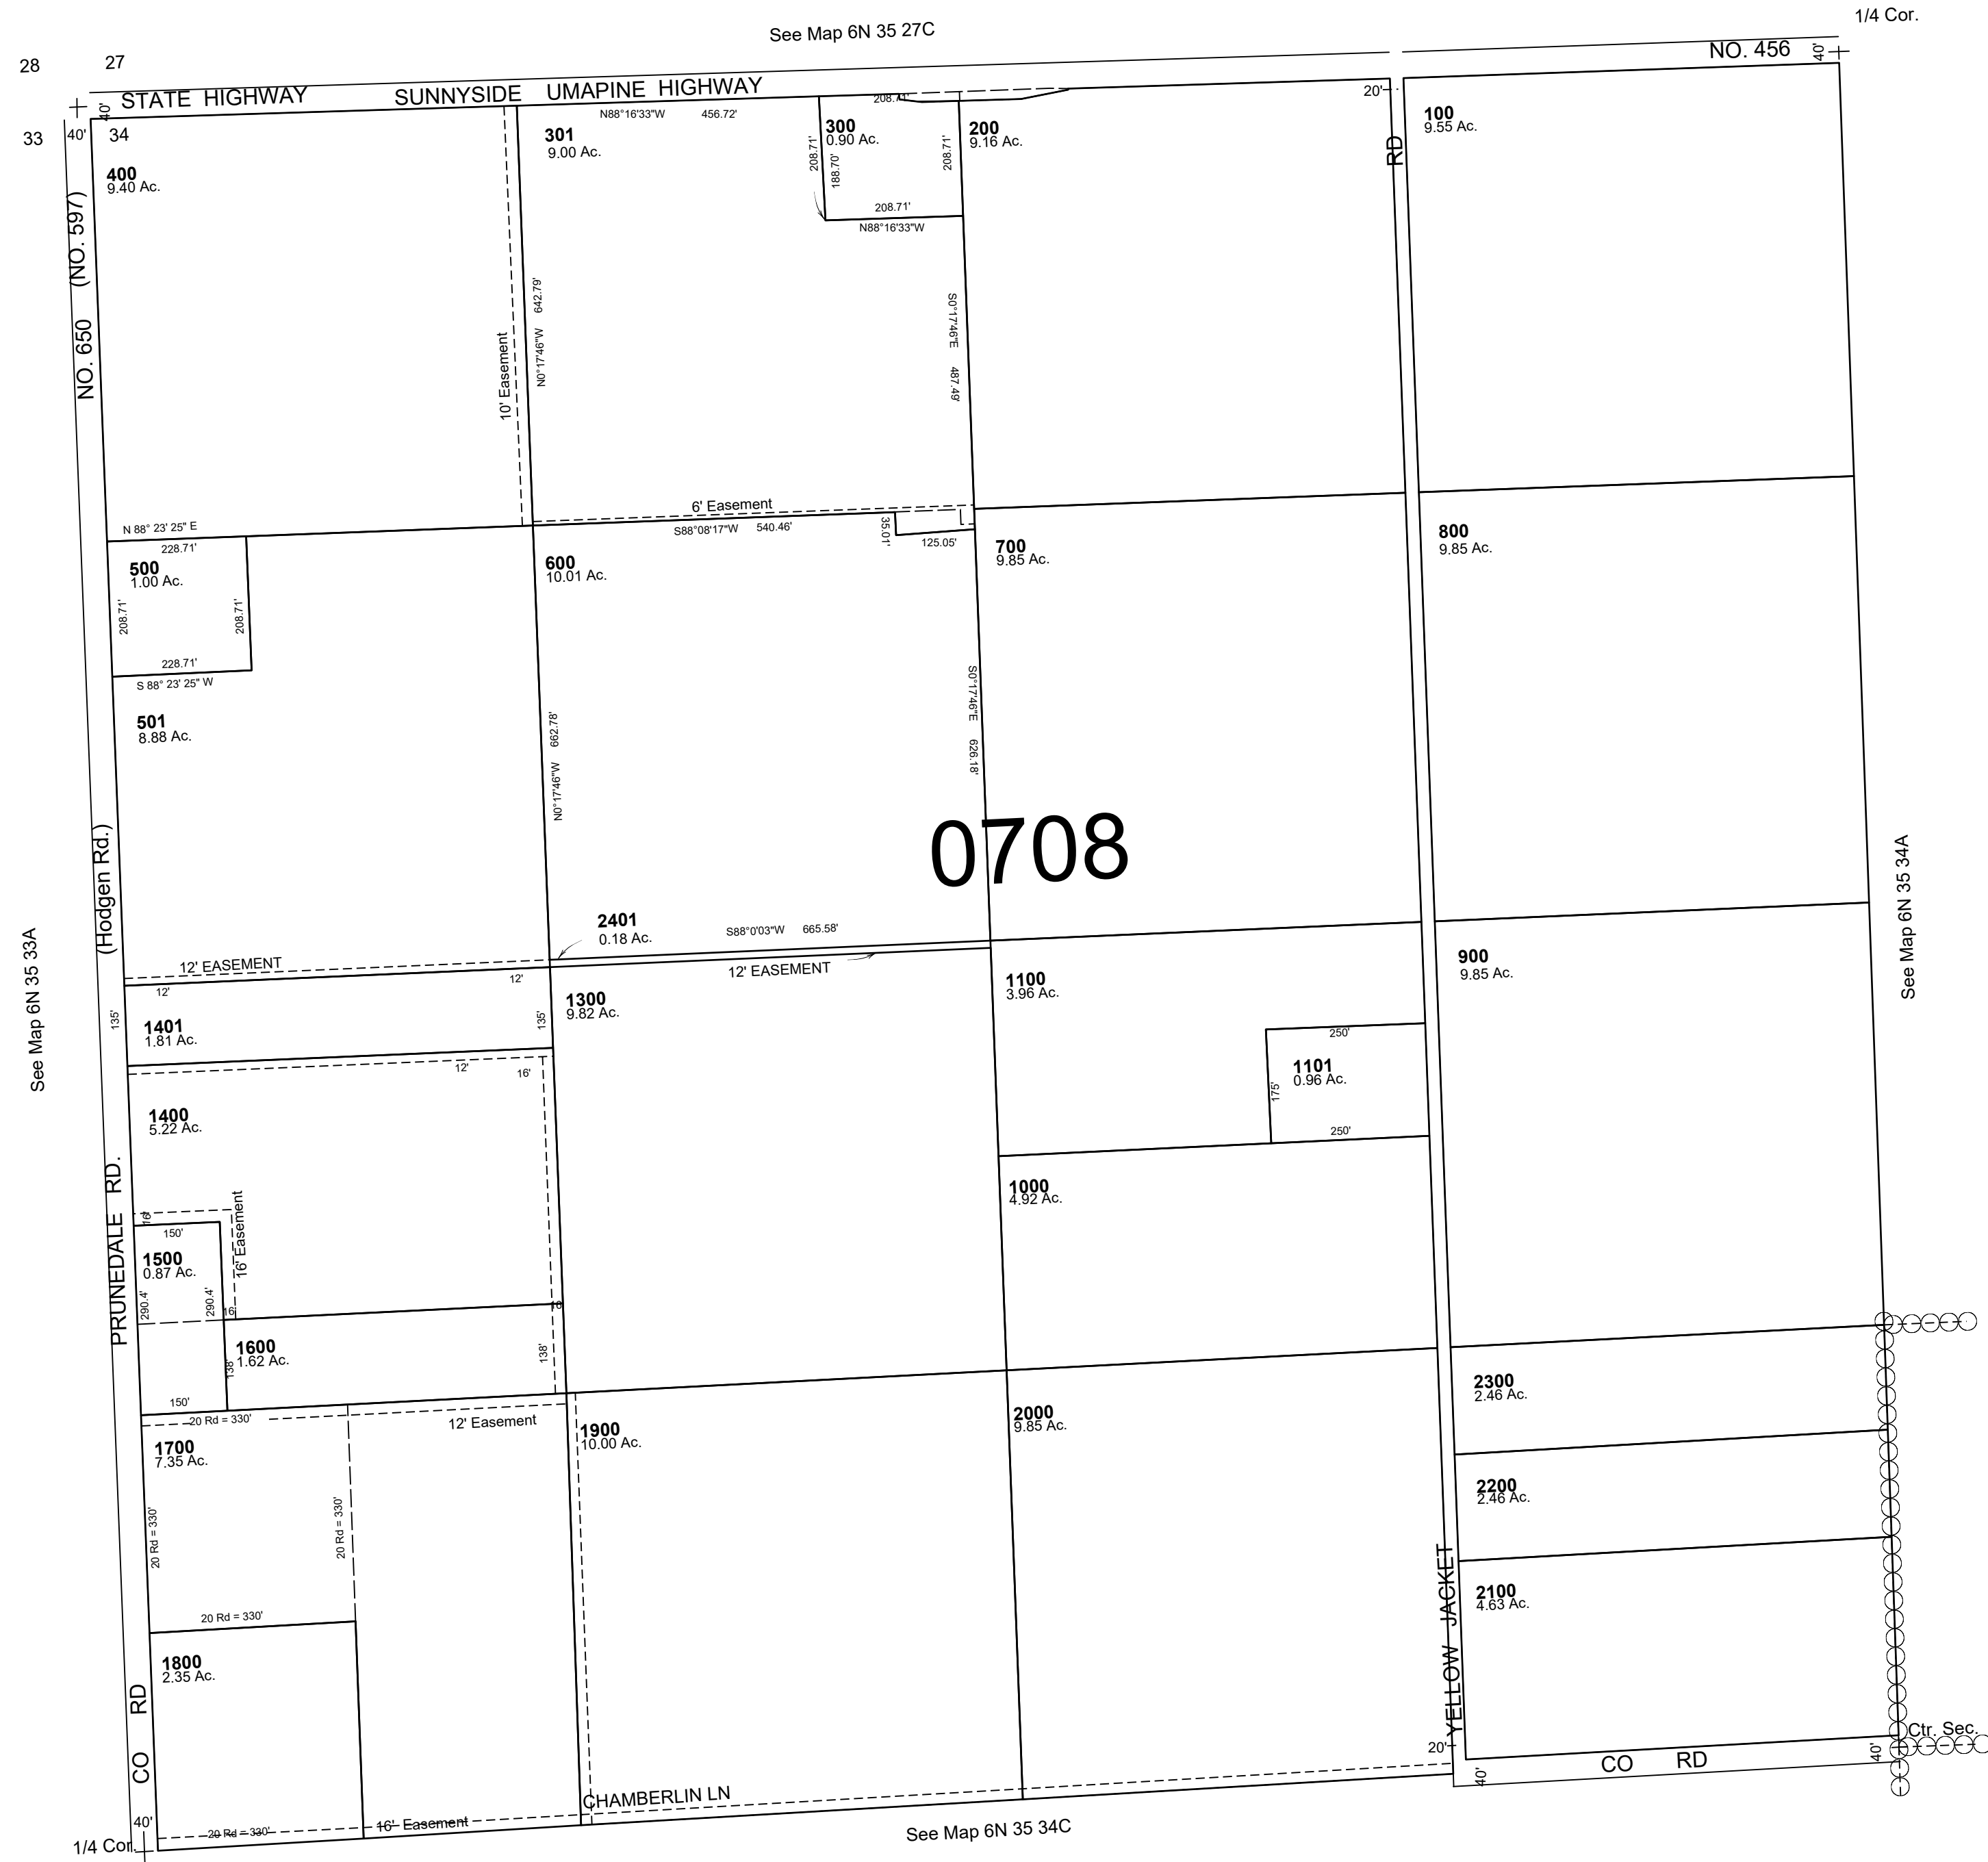 See Map 6N 35 27C
1/4 Cor.
28
27
NO. 456
40'
STATE HIGHWAY SUNNYSIDE UMAPINE HIGHWAY
40'
33
40'
34
20'
N88°16'33"W 456.72'
208.71'
400
9.40 Ac.
301
9.00 Ac.
300
0.90 Ac.
208.71'
188.70'
208.71'
208.71'
N88°16'33"W
200
9.16 Ac.
RD
100
9.55 Ac.
NO. 650 (NO. 597)
10' Easement
N0°17'46"W 642.79'
S0°17'46"E 487.49'
6' Easement
S88°08'17"W 540.46'
35.01'
125.05'
N 88° 23' 25" E
228.71'
500
1.00 Ac.
208.71'
208.71'
228.71'
S 88° 23' 25" W
600
10.01 Ac.
700
9.85 Ac.
800
9.85 Ac.
501
8.88 Ac.
N0°17'46"W 662.78'
S0°17'46"E 626.18'
0708
(Hodgen Rd.)
See Map 6N 35 33A
See Map 6N 35 34A
2401
0.18 Ac.
S88°0'03"W 665.58'
12' EASEMENT
12' EASEMENT
12'
12'
135'
135'
1401
1.81 Ac.
1300
9.82 Ac.
1100
3.96 Ac.
900
9.85 Ac.
250'
1101
0.96 Ac.
175'
250'
12'
16'
1400
5.22 Ac.
1000
4.92 Ac.
PRUNEDALE RD.
16'
150'
16' Easement
1500
0.87 Ac.
290.4'
290.4'
16'
16'
1600
1.62 Ac.
138'
138'
150'
20 Rd = 330'
12' Easement
1700
7.35 Ac.
1900
10.00 Ac.
2000
9.85 Ac.
2300
2.46 Ac.
2200
2.46 Ac.
20 Rd = 330'
20 Rd = 330'
20 Rd = 330'
2100
4.63 Ac.
1800
2.35 Ac.
YELLOW JACKET
CO RD
20'
Ctr. Sec.
40'
CO RD
40'
CHAMBERLIN LN
40'
20 Rd = 330'
16' Easement
1/4 Cor.
See Map 6N 35 34C